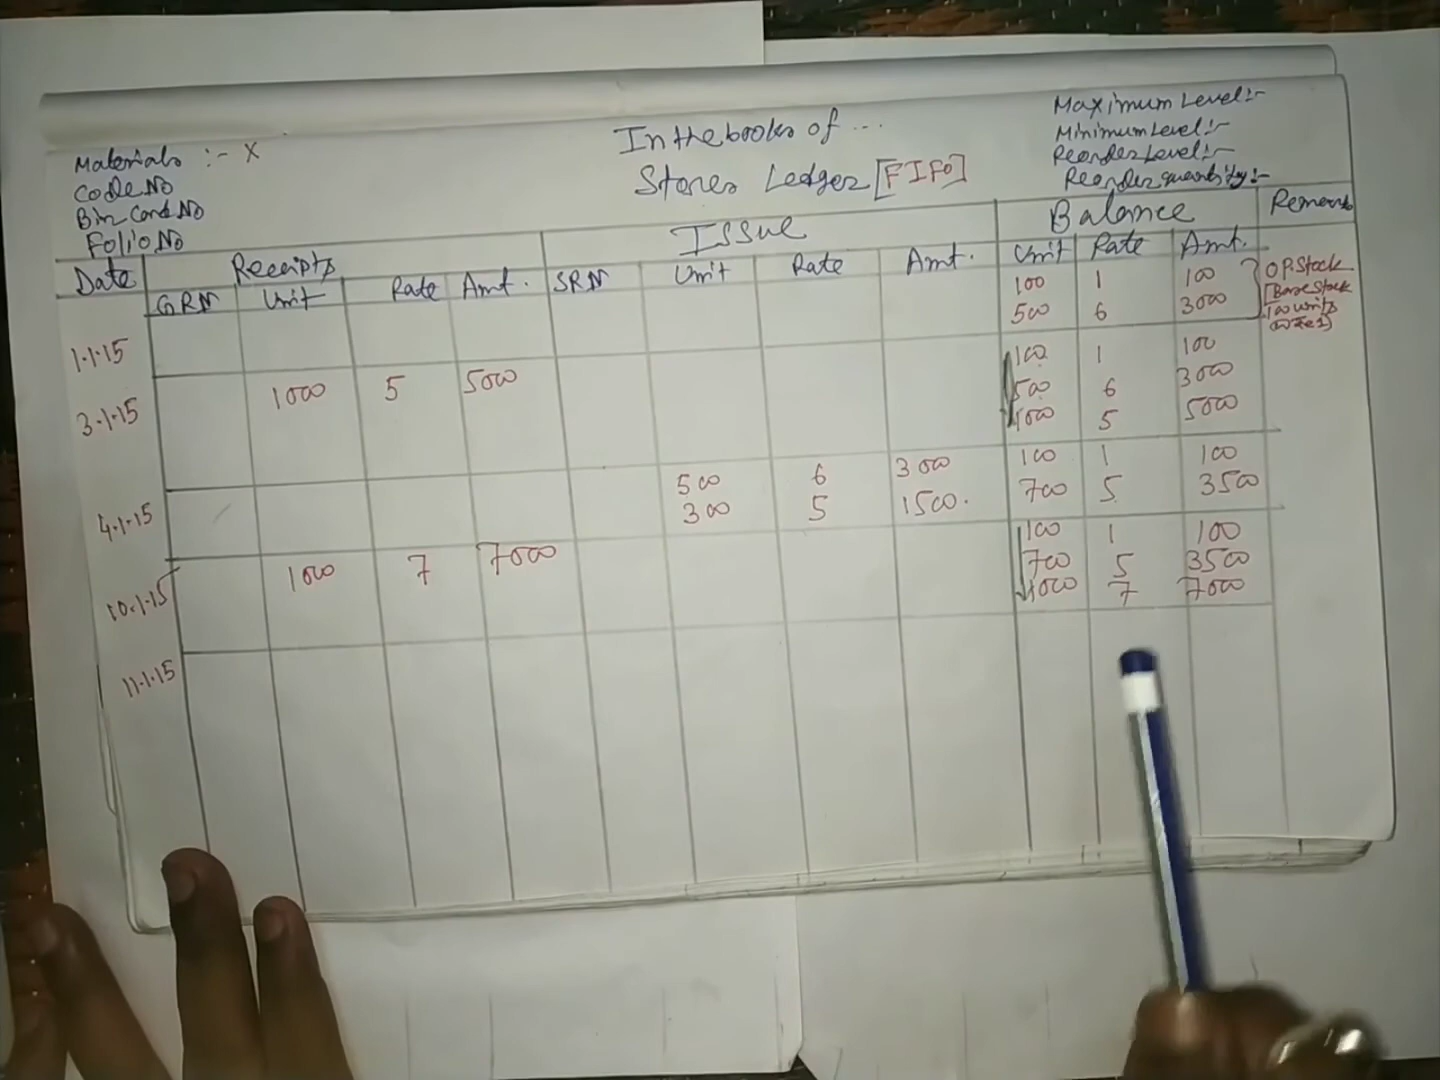 In the books of ...
Stores Ledger [FIFO]
Materials :- X
Code No
Bin Card No
Folio No
Maximum Level:-
Minimum Level:-
Reorder Level:-
Reorder quantity:-
Date Receipts Issue Balance Remark
GRN Unit Rate Amt. SRN Unit Rate Amt. Unit Rate Amt.
1.1.15 100 1 100 OP. Stock
500 6 3000 [Base Stock
100 units
3.1.15 1000 5 5000 100 1 100
500 6 3000
1000 5 5000
4.1.15 500 6 3000 100 1 100
300 5 1500. 700 5 3500
10.1.15 1000 7 7000 100 1 100
700 5 3500
1000 7 7000
11.1.15